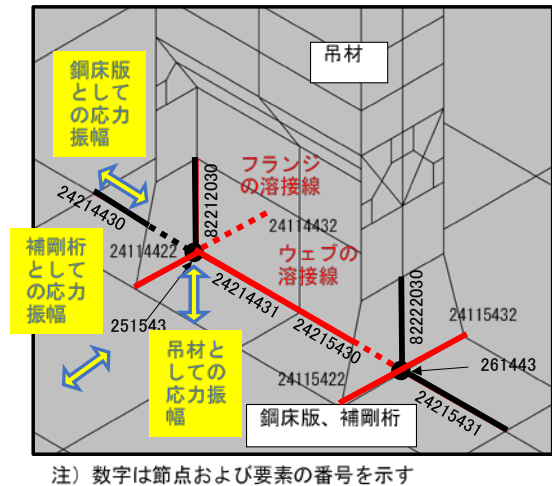 吊材
鋼床版
として
の応力
振幅
フランジ
の溶接線
82212030
24214430
24114432
24114422
ウェブの
溶接線
補剛桁
として
の応力
振幅
24214431
251543
24215430
82222030
24115432
吊材と
しての
応力振
幅
24115422
261443
鋼床版、補剛桁
24215431
注）数字は節点および要素の番号を示す